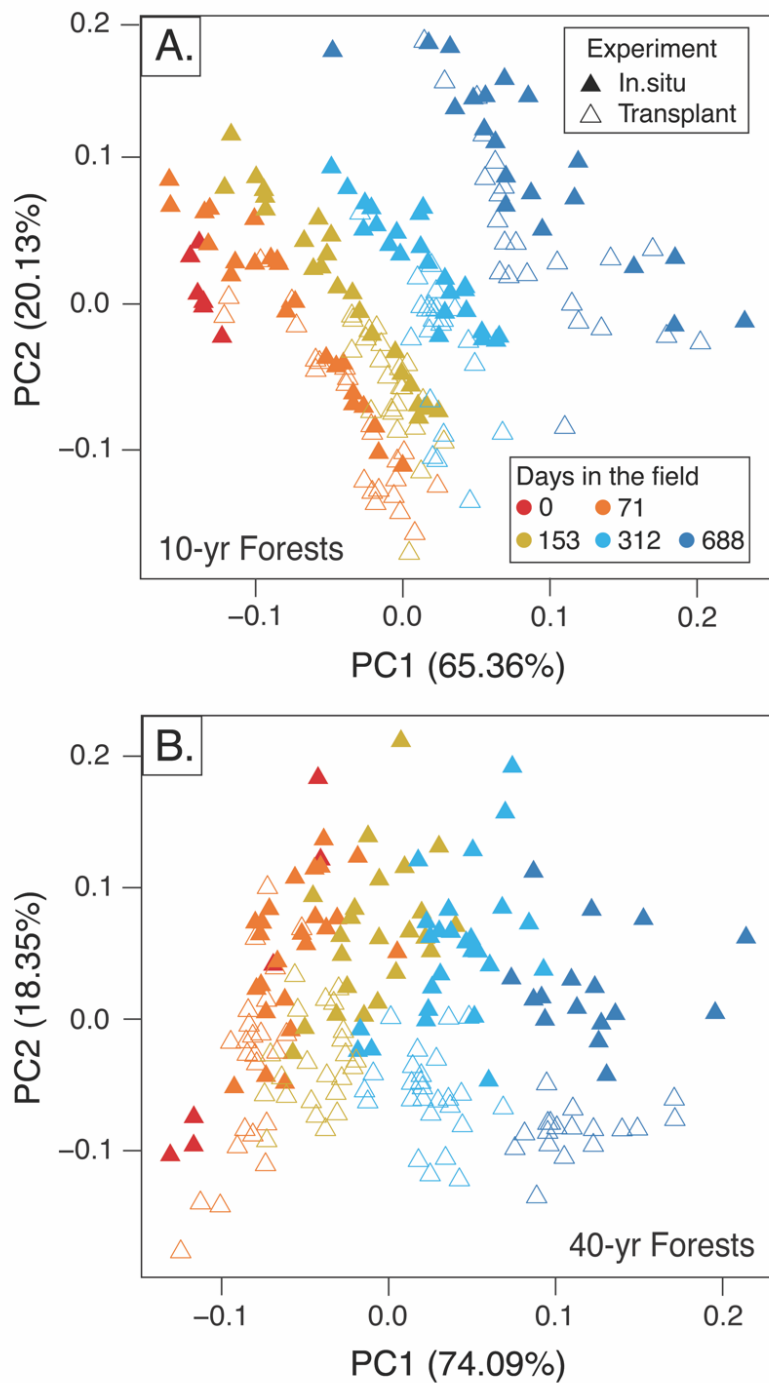 A.
Experiment
In.situ
Transplant
0.2
0.1
0.0
−0.1
PC2 (20.13%)
Days in the field
0 71
153 312 688
10-yr Forests
−0.1 0.0 0.1 0.2
PC1 (65.36%)
B.
0.2
0.1
0.0
−0.1
PC2 (18.35%)
40-yr Forests
−0.1 0.0 0.1 0.2
PC1 (74.09%)